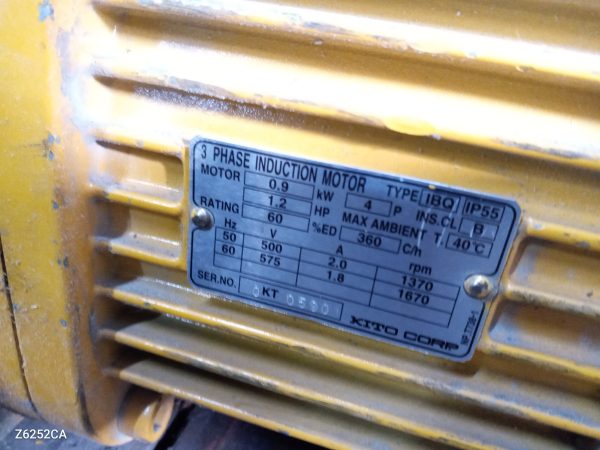 3 PHASE INDUCTION MOTOR TYPE IBQ IP55
MOTOR 0.9 kW 4 P INS.CL B
1.2 HP MAX AMBIENT T. 40°C
RATING 60 %ED 360 C/h
Hz V A rpm
50 500 2.0 1370
60 575 1.8 1670
SER.NO. KT
KITO CORP
Z6252CA